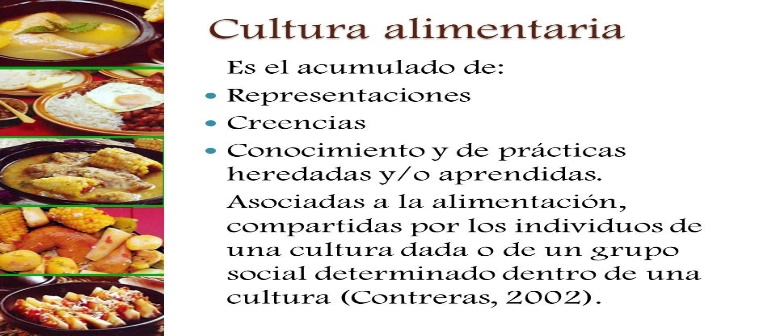 Cultura alimentaria
Es el acumulado de:
• Representaciones
• Creencias
• Conocimiento y de prácticas
heredadas y/o aprendidas.
Asociadas a la alimentación,
compartidas por los individuos de
una cultura dada o de un grupo
social determinado dentro de una
cultura (Contreras, 2002).